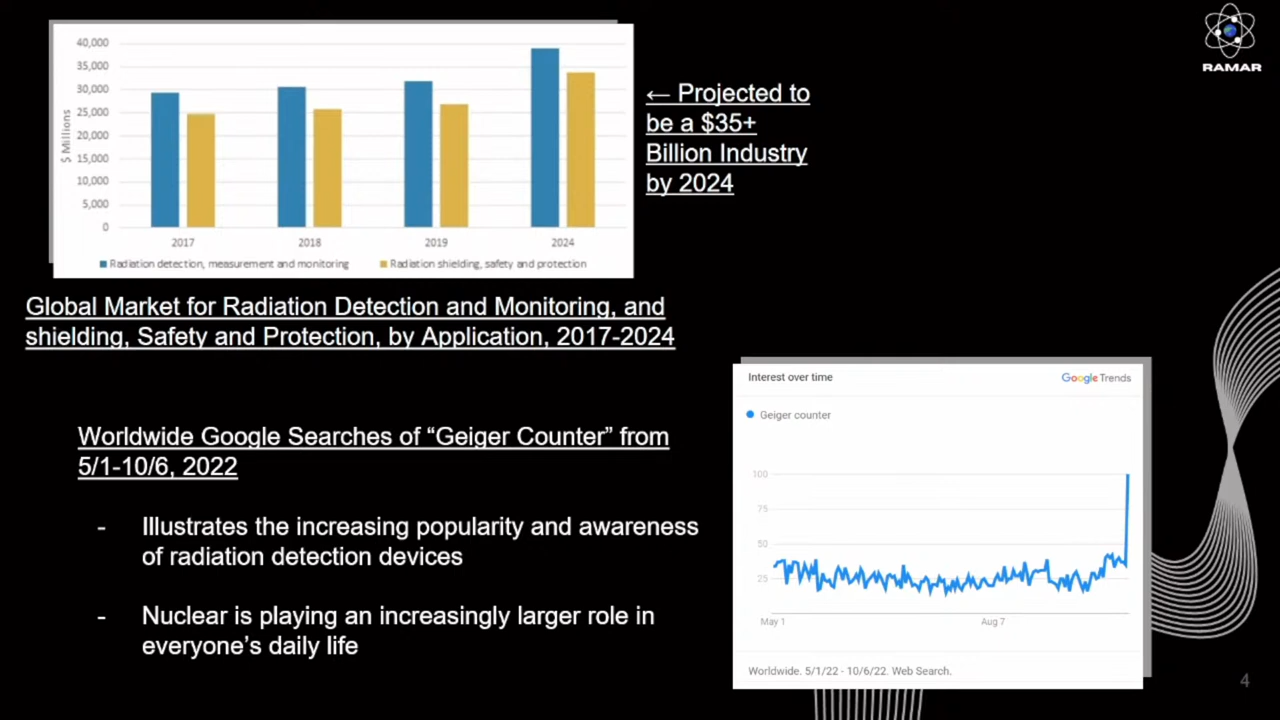 40,000
35,000
30,000
25,000
20,000
15,000
10,000
5,000
0
$ Millions
2017 2018 2019 2024
Radiation detection, measurement and monitoring Radiation shielding, safety and protection
← Projected to
be a $35+
Billion Industry
by 2024
RAMAR
Global Market for Radiation Detection and Monitoring, and
shielding, Safety and Protection, by Application, 2017-2024
Worldwide Google Searches of “Geiger Counter” from
5/1-10/6, 2022
- Illustrates the increasing popularity and awareness
of radiation detection devices
- Nuclear is playing an increasingly larger role in
everyone’s daily life
Interest over time Google Trends
Geiger counter
100
75
50
25
May 1 Aug 7
Worldwide. 5/1/22 - 10/6/22. Web Search.
4